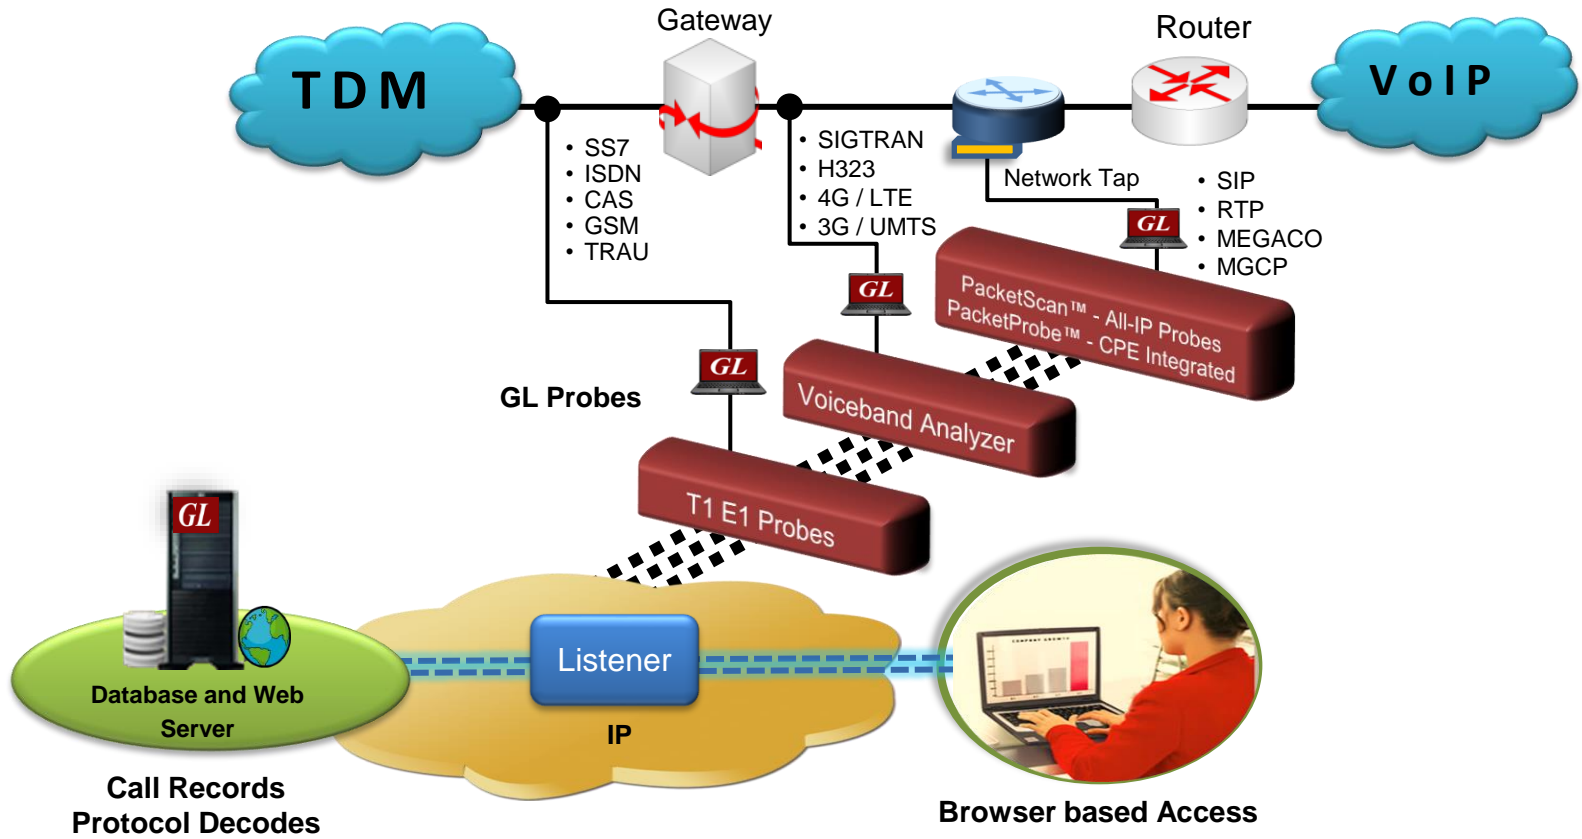 Gateway
Router
TDM
VoIP
• SS7
• ISDN
• CAS
• GSM
• TRAU
• SIGTRAN
• H323
• 4G / LTE
• 3G / UMTS
Network Tap
• SIP
• RTP
• MEGACO
• MGCP
GL
GL
GL
PacketScan™ - All-IP Probes
PacketProbe™ - CPE Integrated
Voiceband Analyzer
GL Probes
T1 E1 Probes
GL
Listener
IP
Database and Web
Server
COMPANY GROWTH
Call Records
Protocol Decodes
Browser based Access